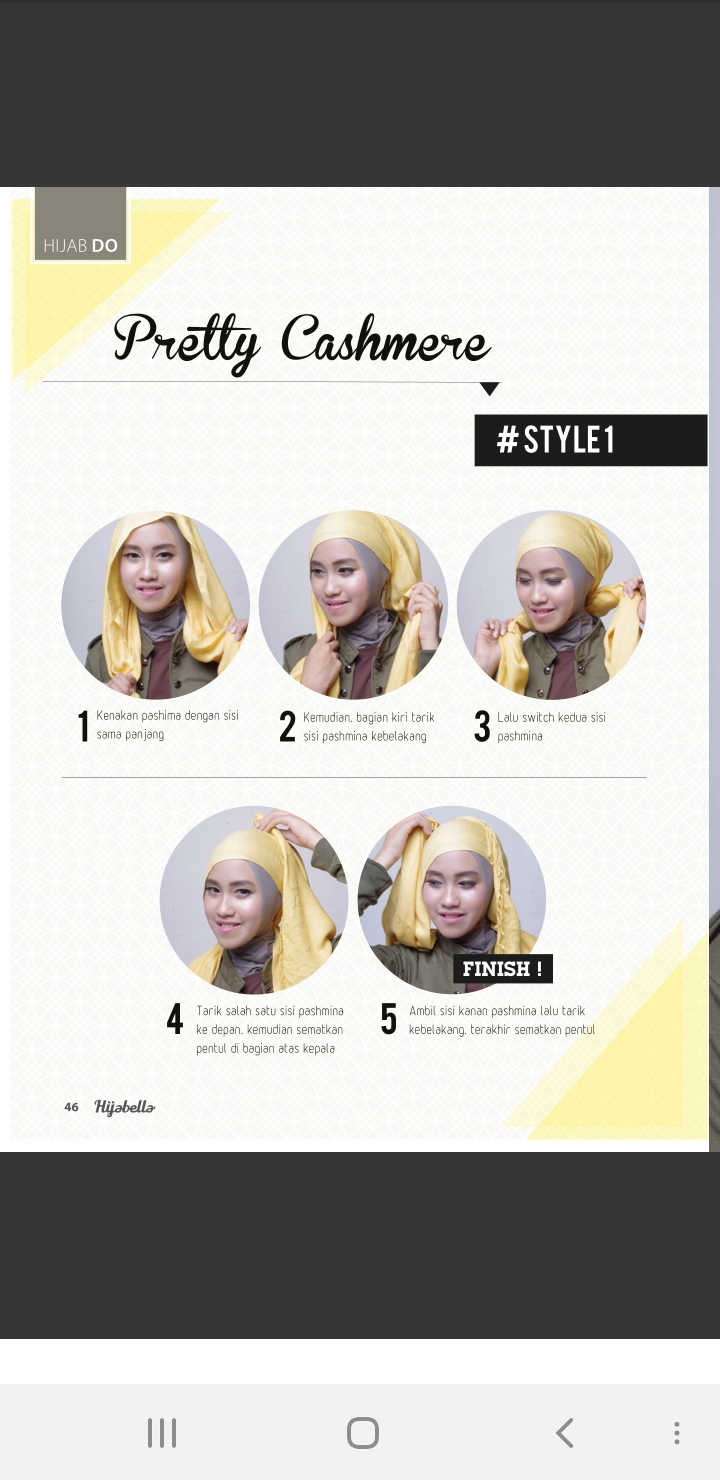 HIJAB DO
Pretty Cashmere
#STYLE1
1 Kenakan pashima dengan sisi
sama panjang
2 Kemudian, bagian kiri tarik
sisi pashmina kebelakang
3 Lalu switch kedua sisi
pashmina
FINISH !
4 Tarik salah satu sisi pashmina
ke depan, kemudian sematkan
pentul di bagian atas kepala
5 Ambil sisi kanan pashmina lalu tarik
kebelakang, terakhir sematkan pentul
46 Hijabella